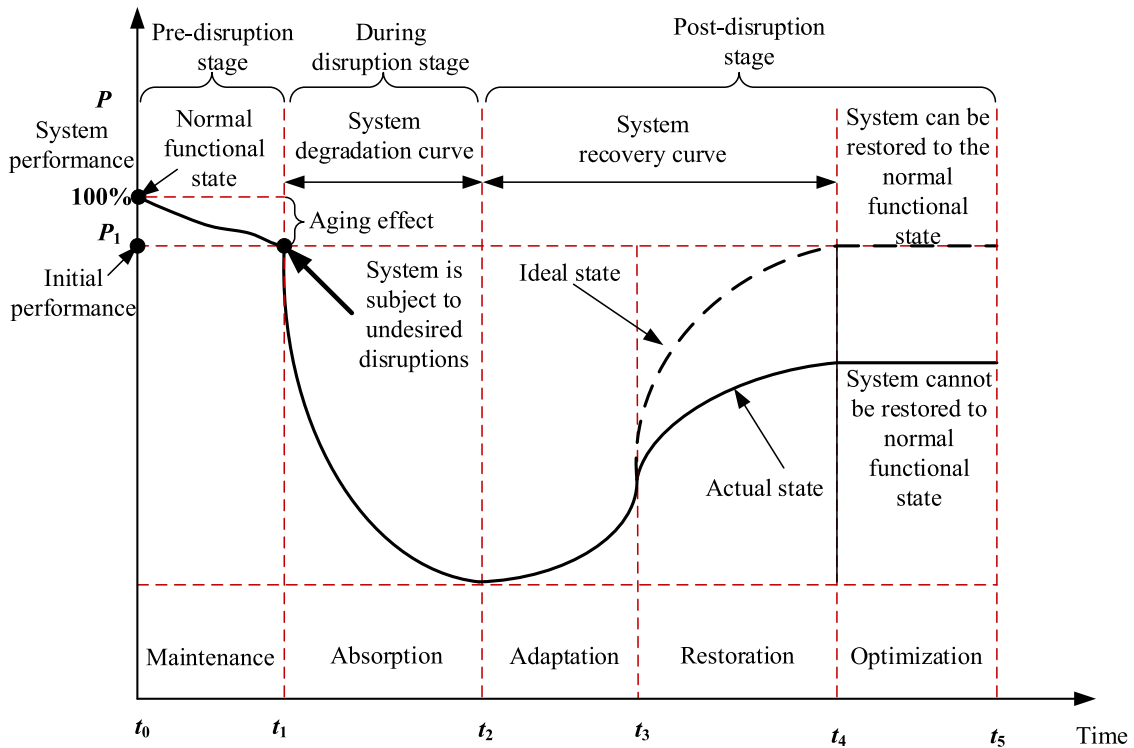 Pre-disruption
stage
During
disruption stage
Post-disruption
stage
P
System
performance
100%
P1
Initial
performance
Normal
functional
state
System
degradation curve
System
recovery curve
System can be
restored to the
normal
functional
state
Aging effect
System is
subject to
undesired
disruptions
Ideal state
Actual state
System cannot
be restored to
normal
functional
state
Maintenance
Absorption
Adaptation
Restoration
Optimization
t0
t1
t2
t3
t4
t5
Time